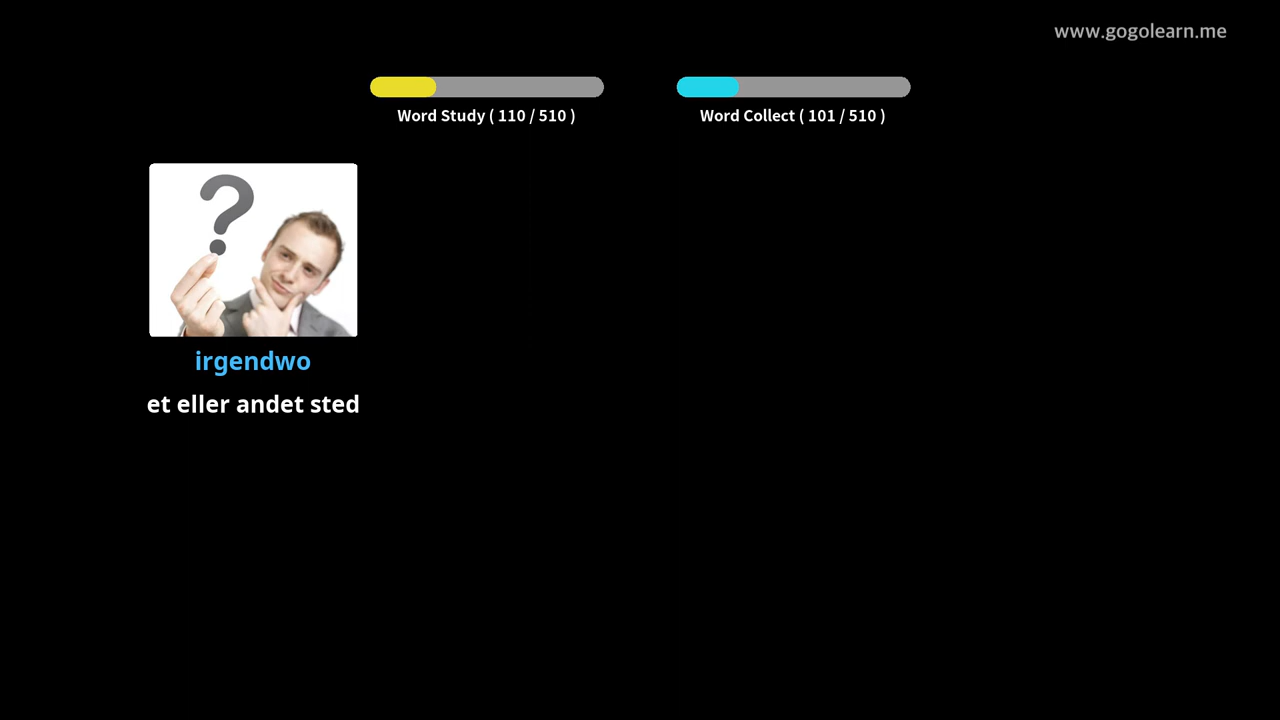 www.gogolearn.me
Word Study ( 110 / 510 )
Word Collect ( 101 / 510 )
irgendwo
et eller andet sted